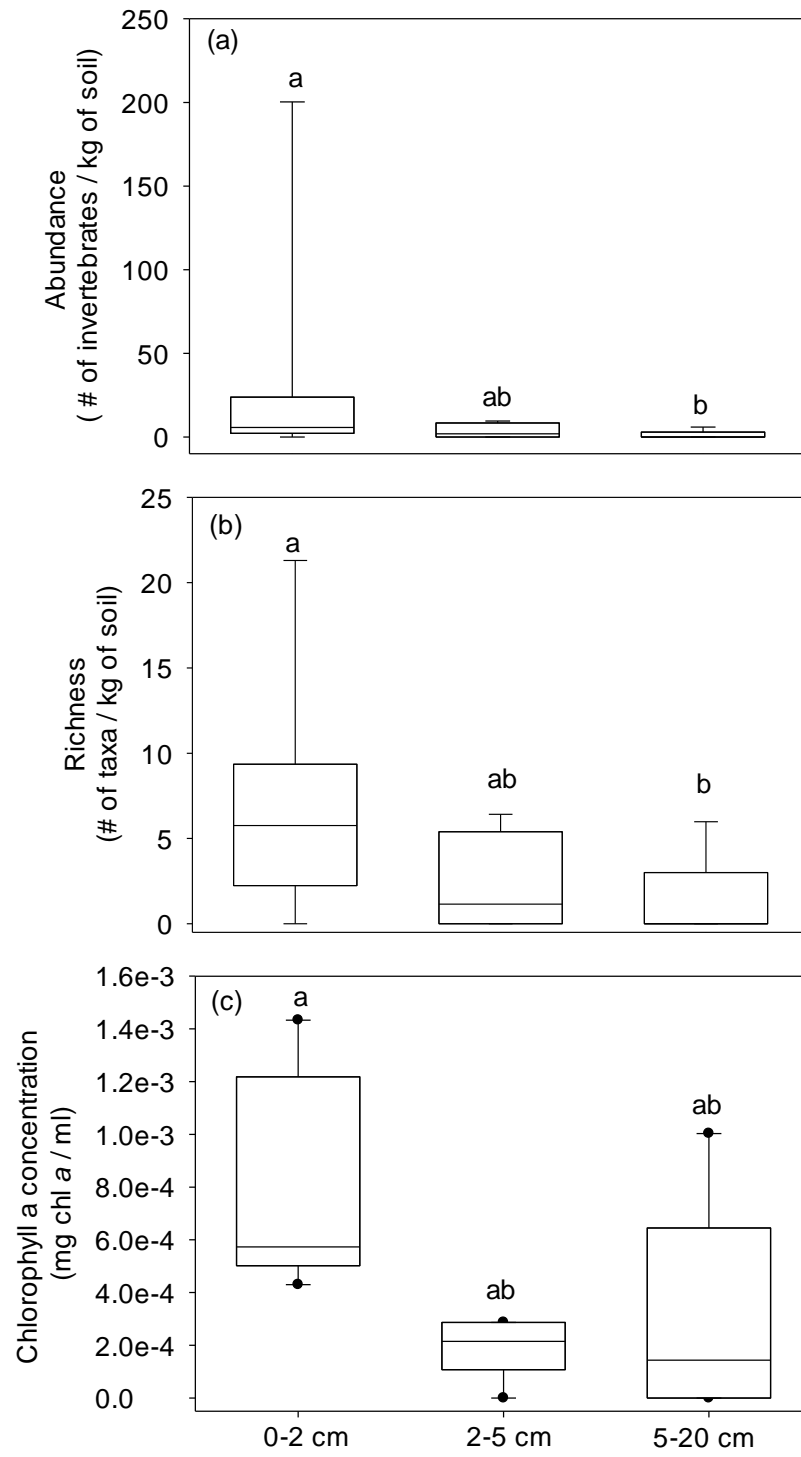 (a)
a
ab
b
250
200
150
100
50
0
Abundance
( # of invertebrates / kg of soil)
(b)
a
ab
b
25
20
15
10
5
0
Richness
(# of taxa / kg of soil)
(c)
a
ab
ab
1.6e-3
1.4e-3
1.2e-3
1.0e-3
8.0e-4
6.0e-4
4.0e-4
2.0e-4
0.0
Chlorophyll a concentration
(mg chl a / ml)
0-2 cm 2-5 cm 5-20 cm